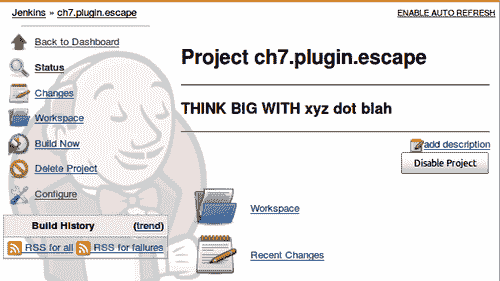 Jenkins » ch7.plugin.escape
ENABLE AUTO REFRESH
Back to Dashboard
Status
Changes
Workspace
Build Now
Delete Project
Configure
Build History (trend)
RSS for all RSS for failures
Project ch7.plugin.escape
THINK BIG WITH xyz dot blah
add description
Disable Project
Workspace
Recent Changes